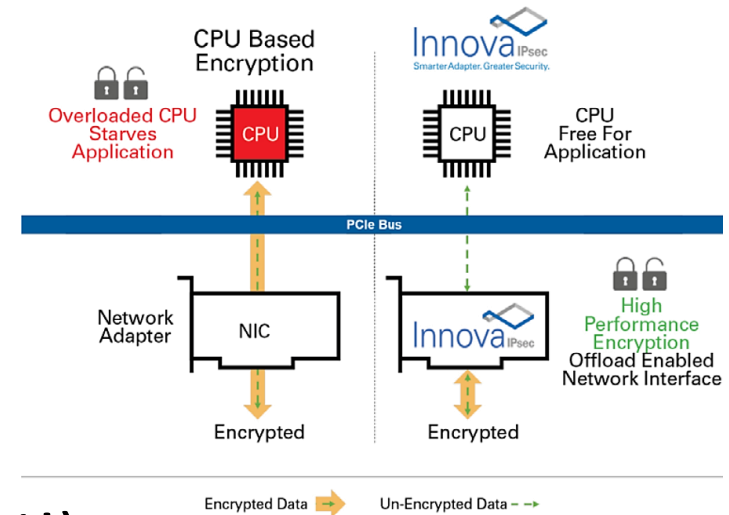 CPU Based
Encryption
Innova IPsec
Smarter Adapter. Greater Security.
Overloaded CPU
Starves
Application
CPU
CPU
CPU
Free For
Application
PCIe Bus
Network
Adapter
NIC
Innova IPsec
High
Performance
Encryption
Offload Enabled
Network Interface
Encrypted
Encrypted
Encrypted Data
Un-Encrypted Data